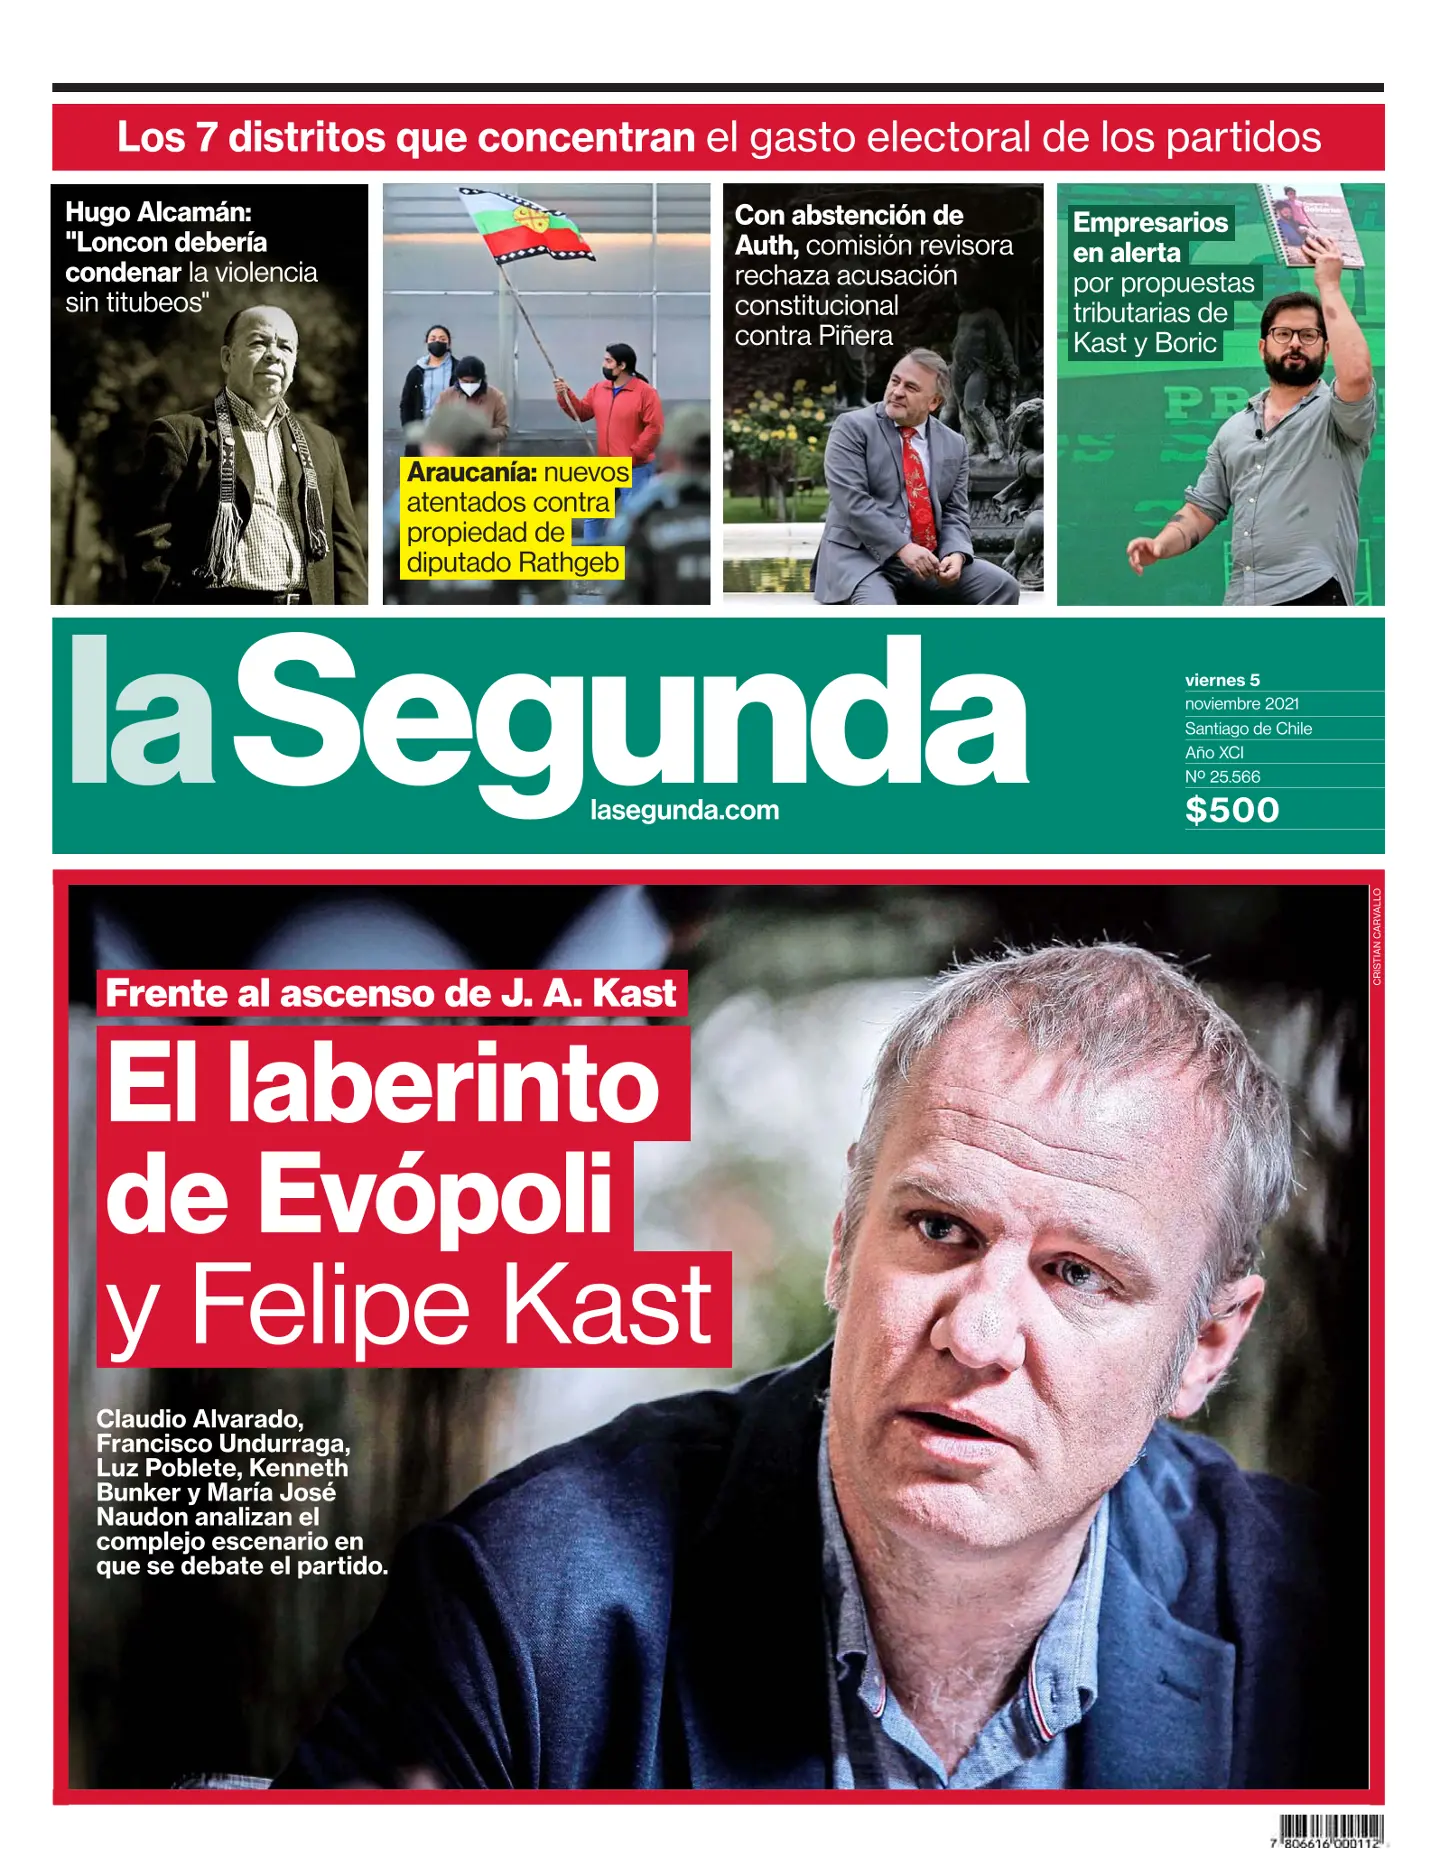 Los 7 distritos que concentran el gasto electoral de los partidos
Hugo Alcamán:
"Loncon debería
condenar la violencia
sin titubeos"
Araucanía: nuevos
atentados contra
propiedad de
diputado Rathgeb
Con abstención de
Auth, comisión revisora
rechaza acusación
constitucional
contra Piñera
Empresarios
en alerta
por propuestas
tributarias de
Kast y Boric
la Segunda
lasegunda.com
viernes 5
noviembre 2021
Santiago de Chile
Año XCI
Nº 25.566
$500
CRISTIAN CARVALLO
Frente al ascenso de J. A. Kast
El laberinto
de Evópoli
y Felipe Kast
Claudio Alvarado,
Francisco Undurraga,
Luz Poblete, Kenneth
Bunker y María José
Naudon analizan el
complejo escenario en
que se debate el partido.
7 806616 000112